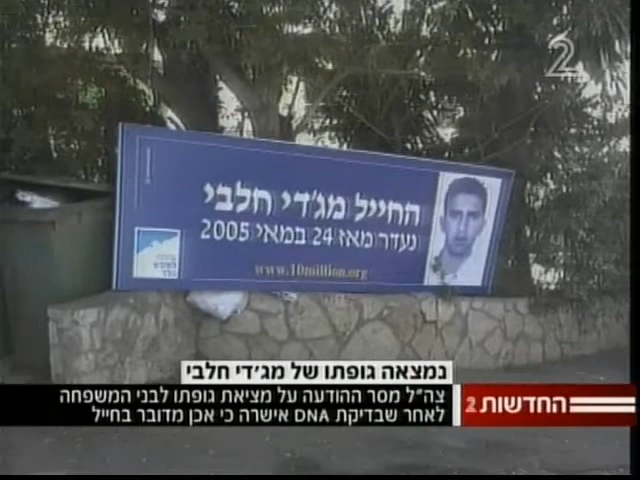 2
החייל מג'די חלבי
נעדר מאז 24 במאי 2005
www.10million.org
נמצאה גופתו של מג'די חלבי
צה"ל מסר ההודעה על מציאת גופתו לבני המשפחה
לאחר שבדיקת DNA אישרה כי אכן מדובר בחייל
החדשות 2